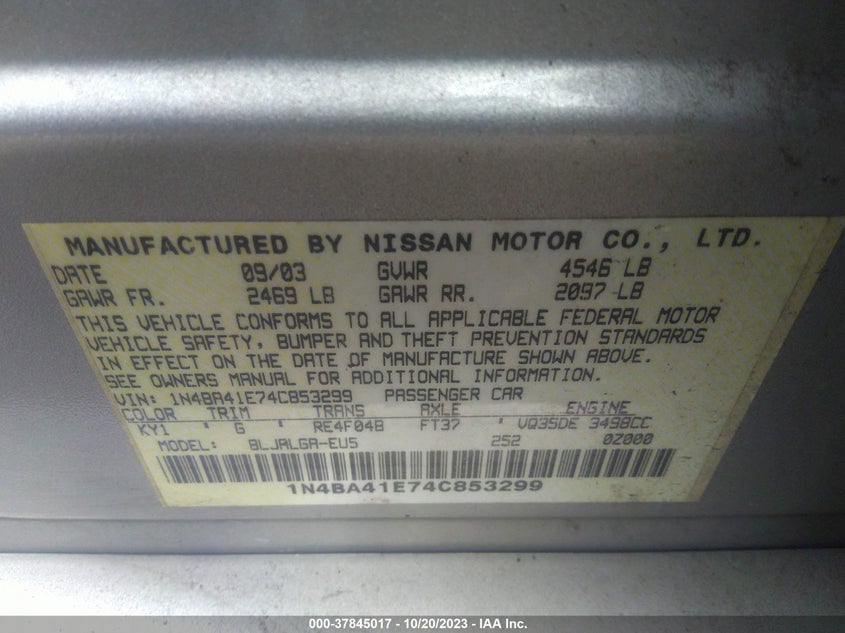 MANUFACTURED BY NISSAN MOTOR CO., LTD.
DATE 09/03 GVWR 4546 LB
GAWR FR. 2469 LB GAWR RR. 2097 LB
THIS VEHICLE CONFORMS TO ALL APPLICABLE FEDERAL MOTOR
VEHICLE SAFETY, BUMPER AND THEFT PREVENTION STANDARDS
IN EFFECT ON THE DATE OF MANUFACTURE SHOWN ABOVE.
SEE OWNERS MANUAL FOR ADDITIONAL INFORMATION.
VIN: 1N4BA41E74C853299 PASSENGER CAR
COLOR TRIM TRANS AXLE ENGINE
KY1 G RE4F04B FT37 VQ35DE 3498CC
MODEL: BLJALGA-EU5 252 0Z000
1N4BA41E74C853299
000-37845017 - 10/20/2023 - IAA Inc.